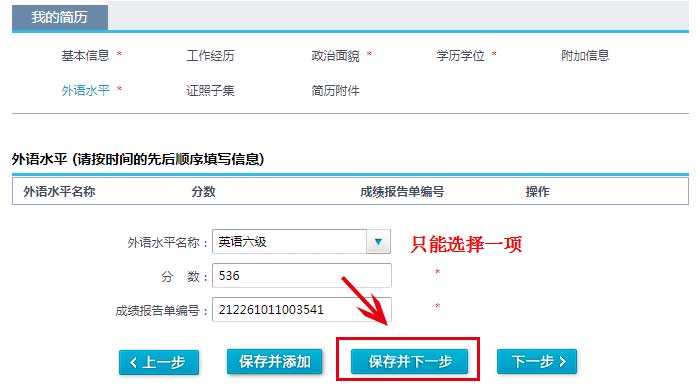 我的简历
基本信息 * 工作经历 政治面貌 * 学历学位 * 附加信息
外语水平 * 证照子集 简历附件
外语水平 (请按时间的先后顺序填写信息)
外语水平名称 分数 成绩报告单编号 操作
外语水平名称： 英语六级 只能选择一项
分 数： 536 *
成绩报告单编号： 212261011003541 *
上一步 保存并添加 保存并下一步 下一步